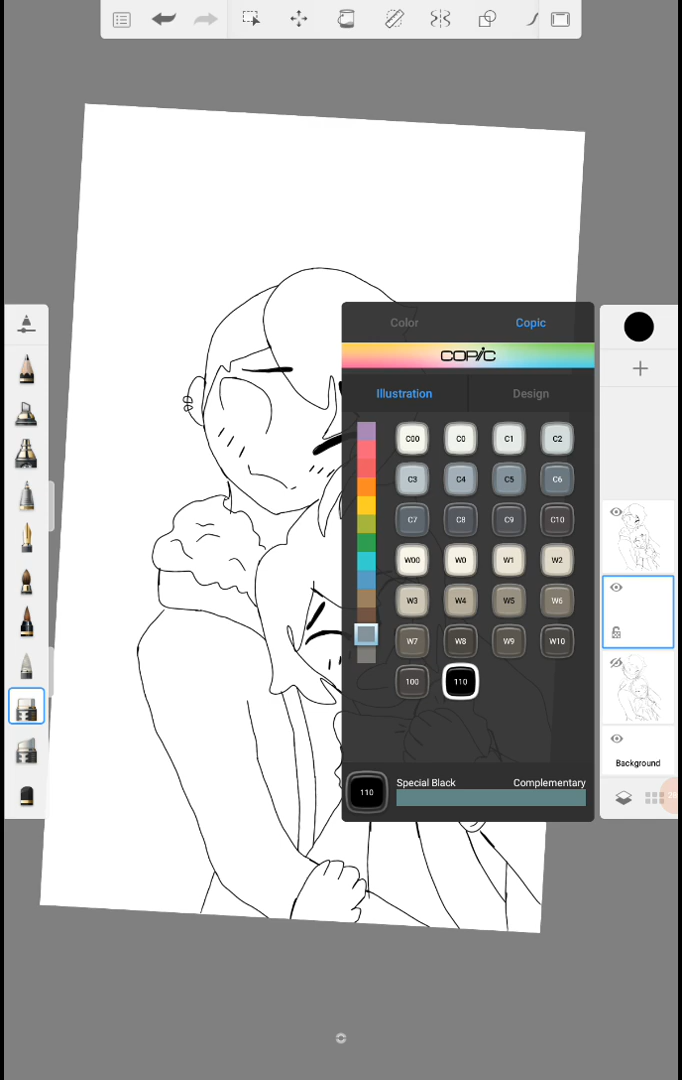 Color Copic
COPIC
Illustration Design
C00 C0 C1 C2
C3 C4 C5 C6
C7 C8 C9 C10
W00 W0 W1 W2
W3 W4 W5 W6
W7 W8 W9 W10
100 110
110 Special Black Complementary
Background